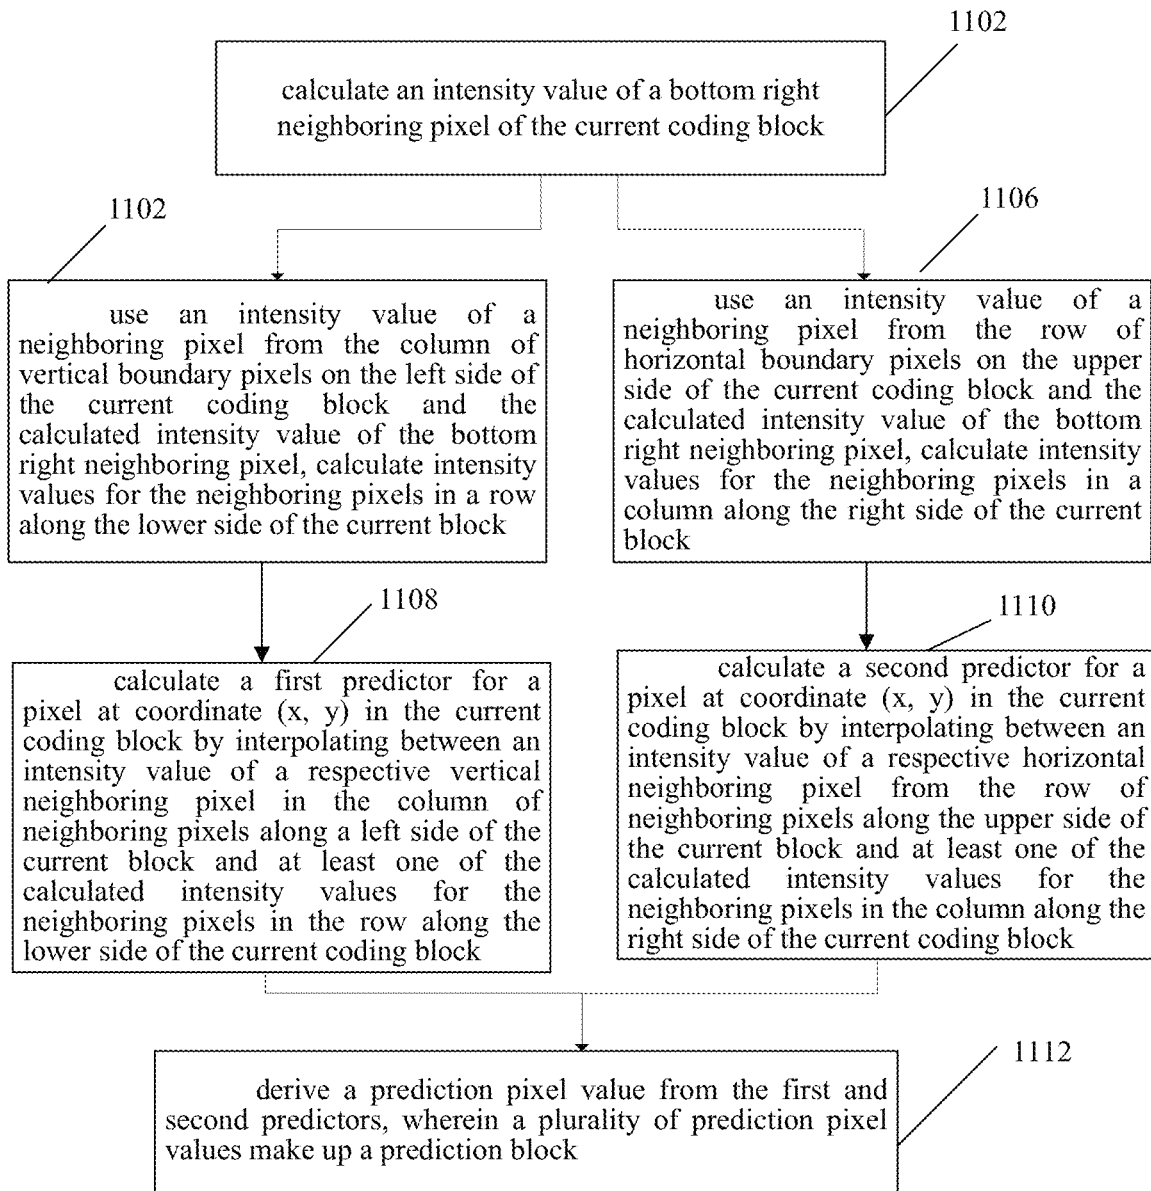 1102
calculate an intensity value of a bottom right
neighboring pixel of the current coding block
1102
use an intensity value of a
neighboring pixel from the column of
vertical boundary pixels on the left side of
the current coding block and the
calculated intensity value of the bottom
right neighboring pixel, calculate intensity
values for the neighboring pixels in a row
along the lower side of the current block
1106
use an intensity value of a
neighboring pixel from the row of
horizontal boundary pixels on the upper
side of the current coding block and the
calculated intensity value of the bottom
right neighboring pixel, calculate intensity
values for the neighboring pixels in a
column along the right side of the current
block
1108
calculate a first predictor for a
pixel at coordinate (x, y) in the current
coding block by interpolating between an
intensity value of a respective vertical
neighboring pixel in the column of
neighboring pixels along a left side of the
current block and at least one of the
calculated intensity values for the
neighboring pixels in the row along the
lower side of the current coding block
1110
calculate a second predictor for a
pixel at coordinate (x, y) in the current
coding block by interpolating between an
intensity value of a respective horizontal
neighboring pixel from the row of
neighboring pixels along the upper side of
the current block and at least one of the
calculated intensity values for the
neighboring pixels in the column along the
right side of the current coding block
1112
derive a prediction pixel value from the first and
second predictors, wherein a plurality of prediction pixel
values make up a prediction block